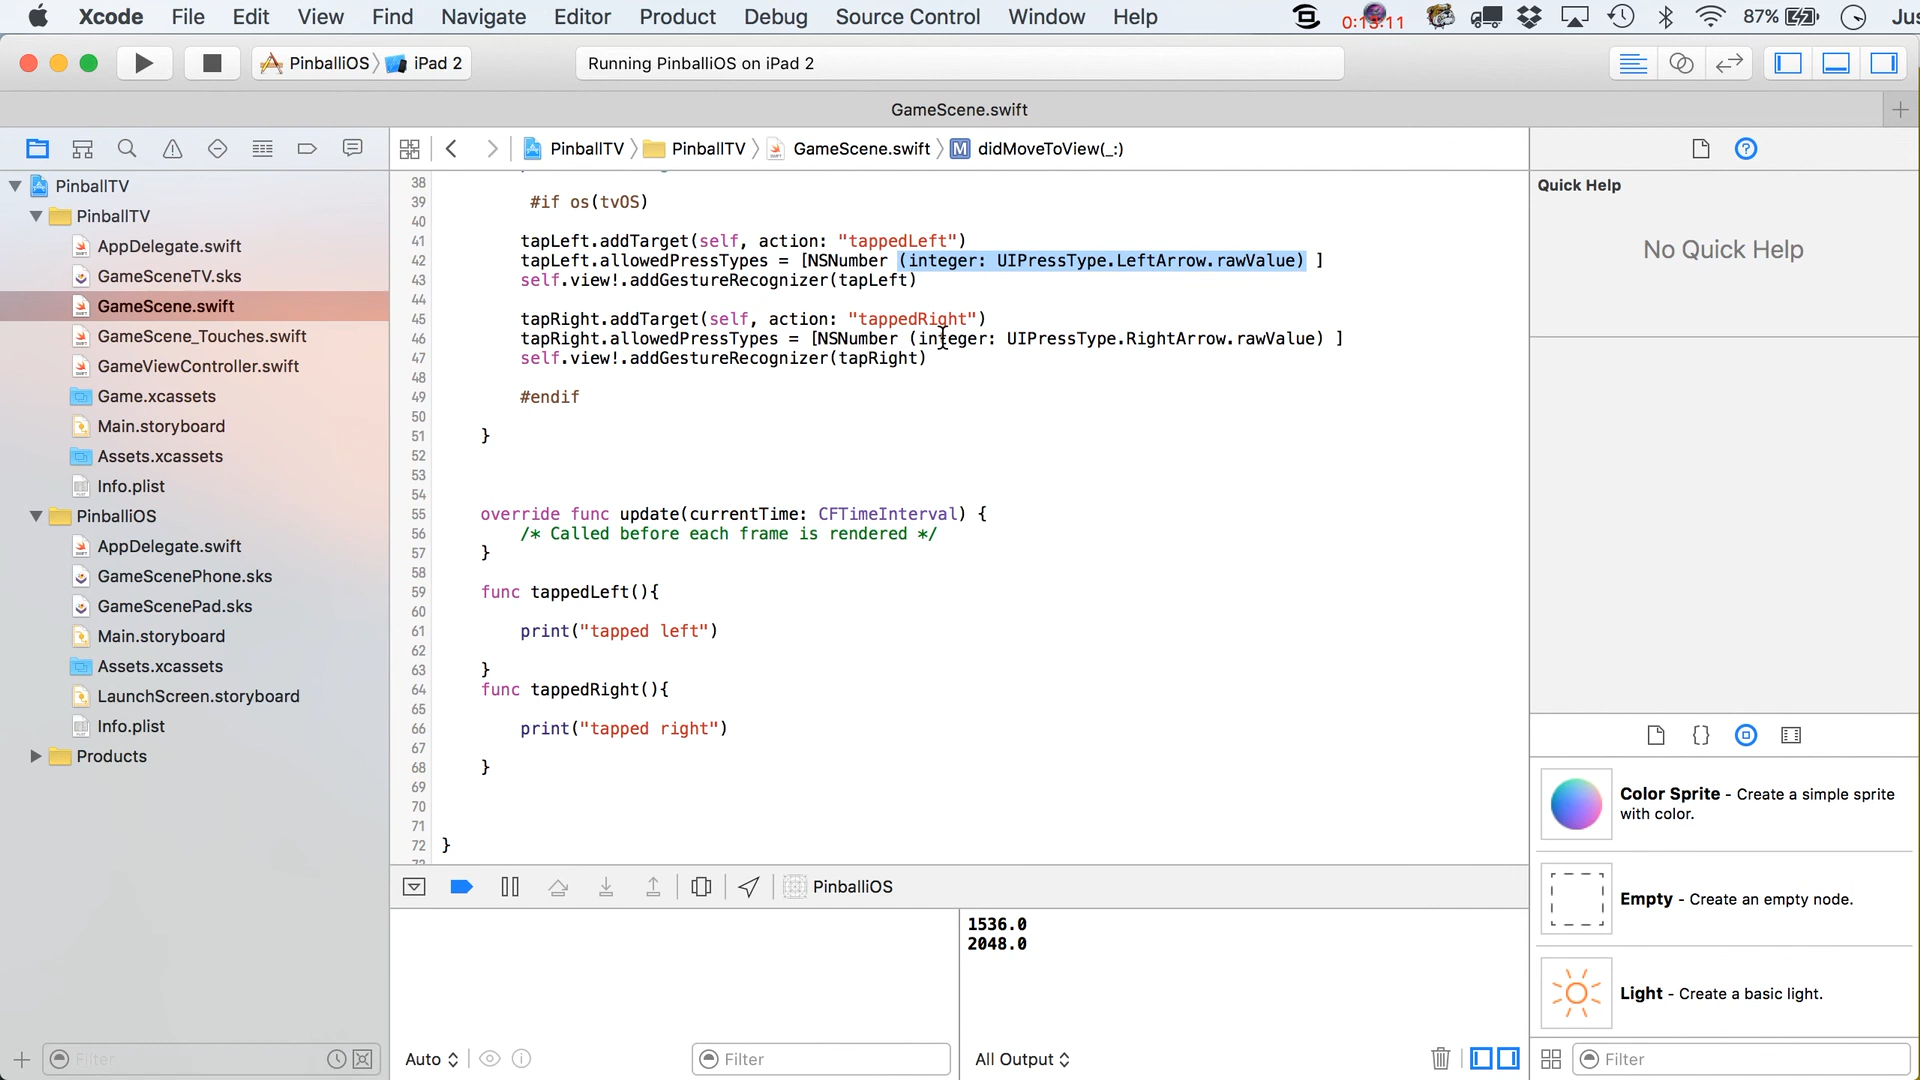 Xcode File Edit View Find Navigate Editor Product Debug Source Control Window Help 0:13:11 87% Jus
PinballiOS iPad 2 Running PinballiOS on iPad 2
GameScene.swift
PinballTV PinballTV GameScene.swift M didMoveToView(_:)
PinballTV
PinballTV
AppDelegate.swift
GameSceneTV.sks
GameScene.swift
GameScene_Touches.swift
GameViewController.swift
Game.xcassets
Main.storyboard
Assets.xcassets
Info.plist
PinballiOS
AppDelegate.swift
GameScenePhone.sks
GameScenePad.sks
Main.storyboard
Assets.xcassets
LaunchScreen.storyboard
Info.plist
Products
Filter
38
39 #if os(tvOS)
40
41 tapLeft.addTarget(self, action: "tappedLeft")
42 tapLeft.allowedPressTypes = [NSNumber (integer: UIPressType.LeftArrow.rawValue) ]
43 self.view!.addGestureRecognizer(tapLeft)
44
45 tapRight.addTarget(self, action: "tappedRight")
46 tapRight.allowedPressTypes = [NSNumber (integer: UIPressType.RightArrow.rawValue) ]
47 self.view!.addGestureRecognizer(tapRight)
48
49 #endif
50
51 }
52
53
54
55 override func update(currentTime: CFTimeInterval) {
56 /* Called before each frame is rendered */
57 }
58
59 func tappedLeft(){
60
61 print("tapped left")
62
63 }
64 func tappedRight(){
65
66 print("tapped right")
67
68 }
69
70
71
72 }
PinballiOS
1536.0
2048.0
Auto Filter All Output
Quick Help
No Quick Help
Color Sprite - Create a simple sprite
with color.
Empty - Create an empty node.
Light - Create a basic light.
Filter